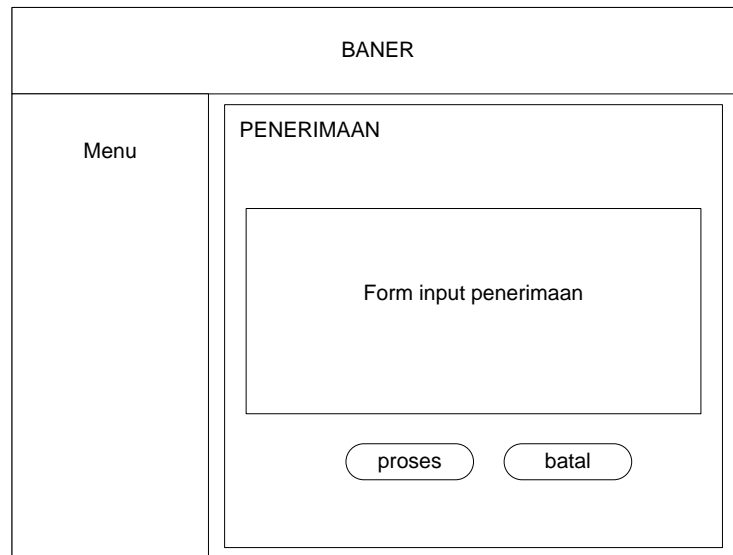 BANER
Menu
PENERIMAAN
Form input penerimaan
proses
batal